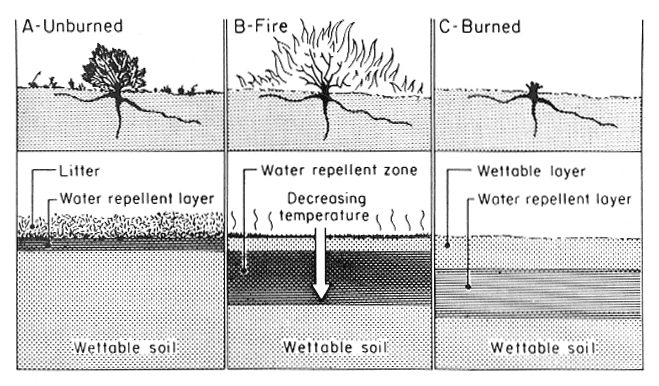 A-Unburned
Litter
Water repellent layer
Wettable soil
B-Fire
Water repellent zone
Decreasing
temperature
Wettable soil
C-Burned
Wettable layer
Water repellent layer
Wettable soil